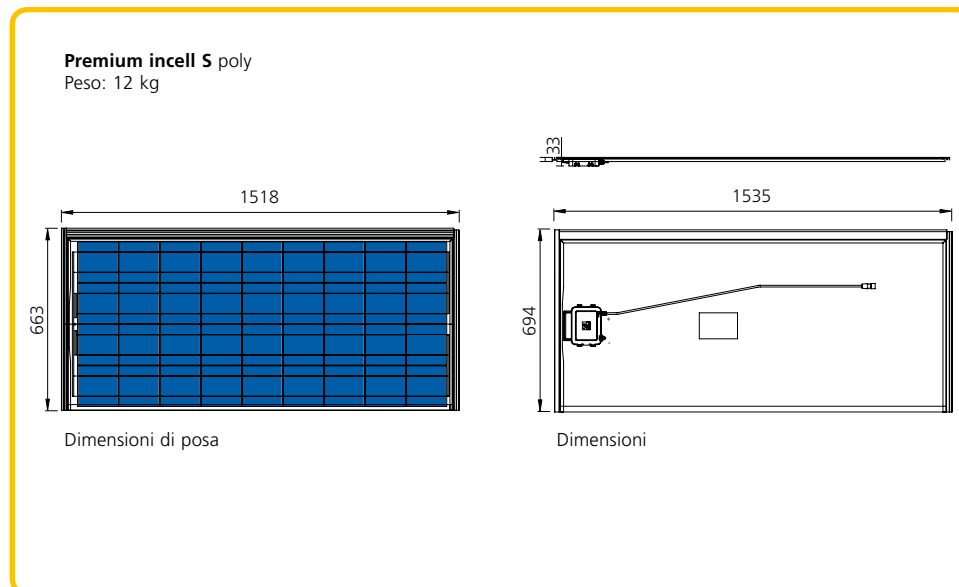 Premium incell S poly
Peso: 12 kg
33
1518
1535
663
694
Dimensioni di posa
Dimensioni